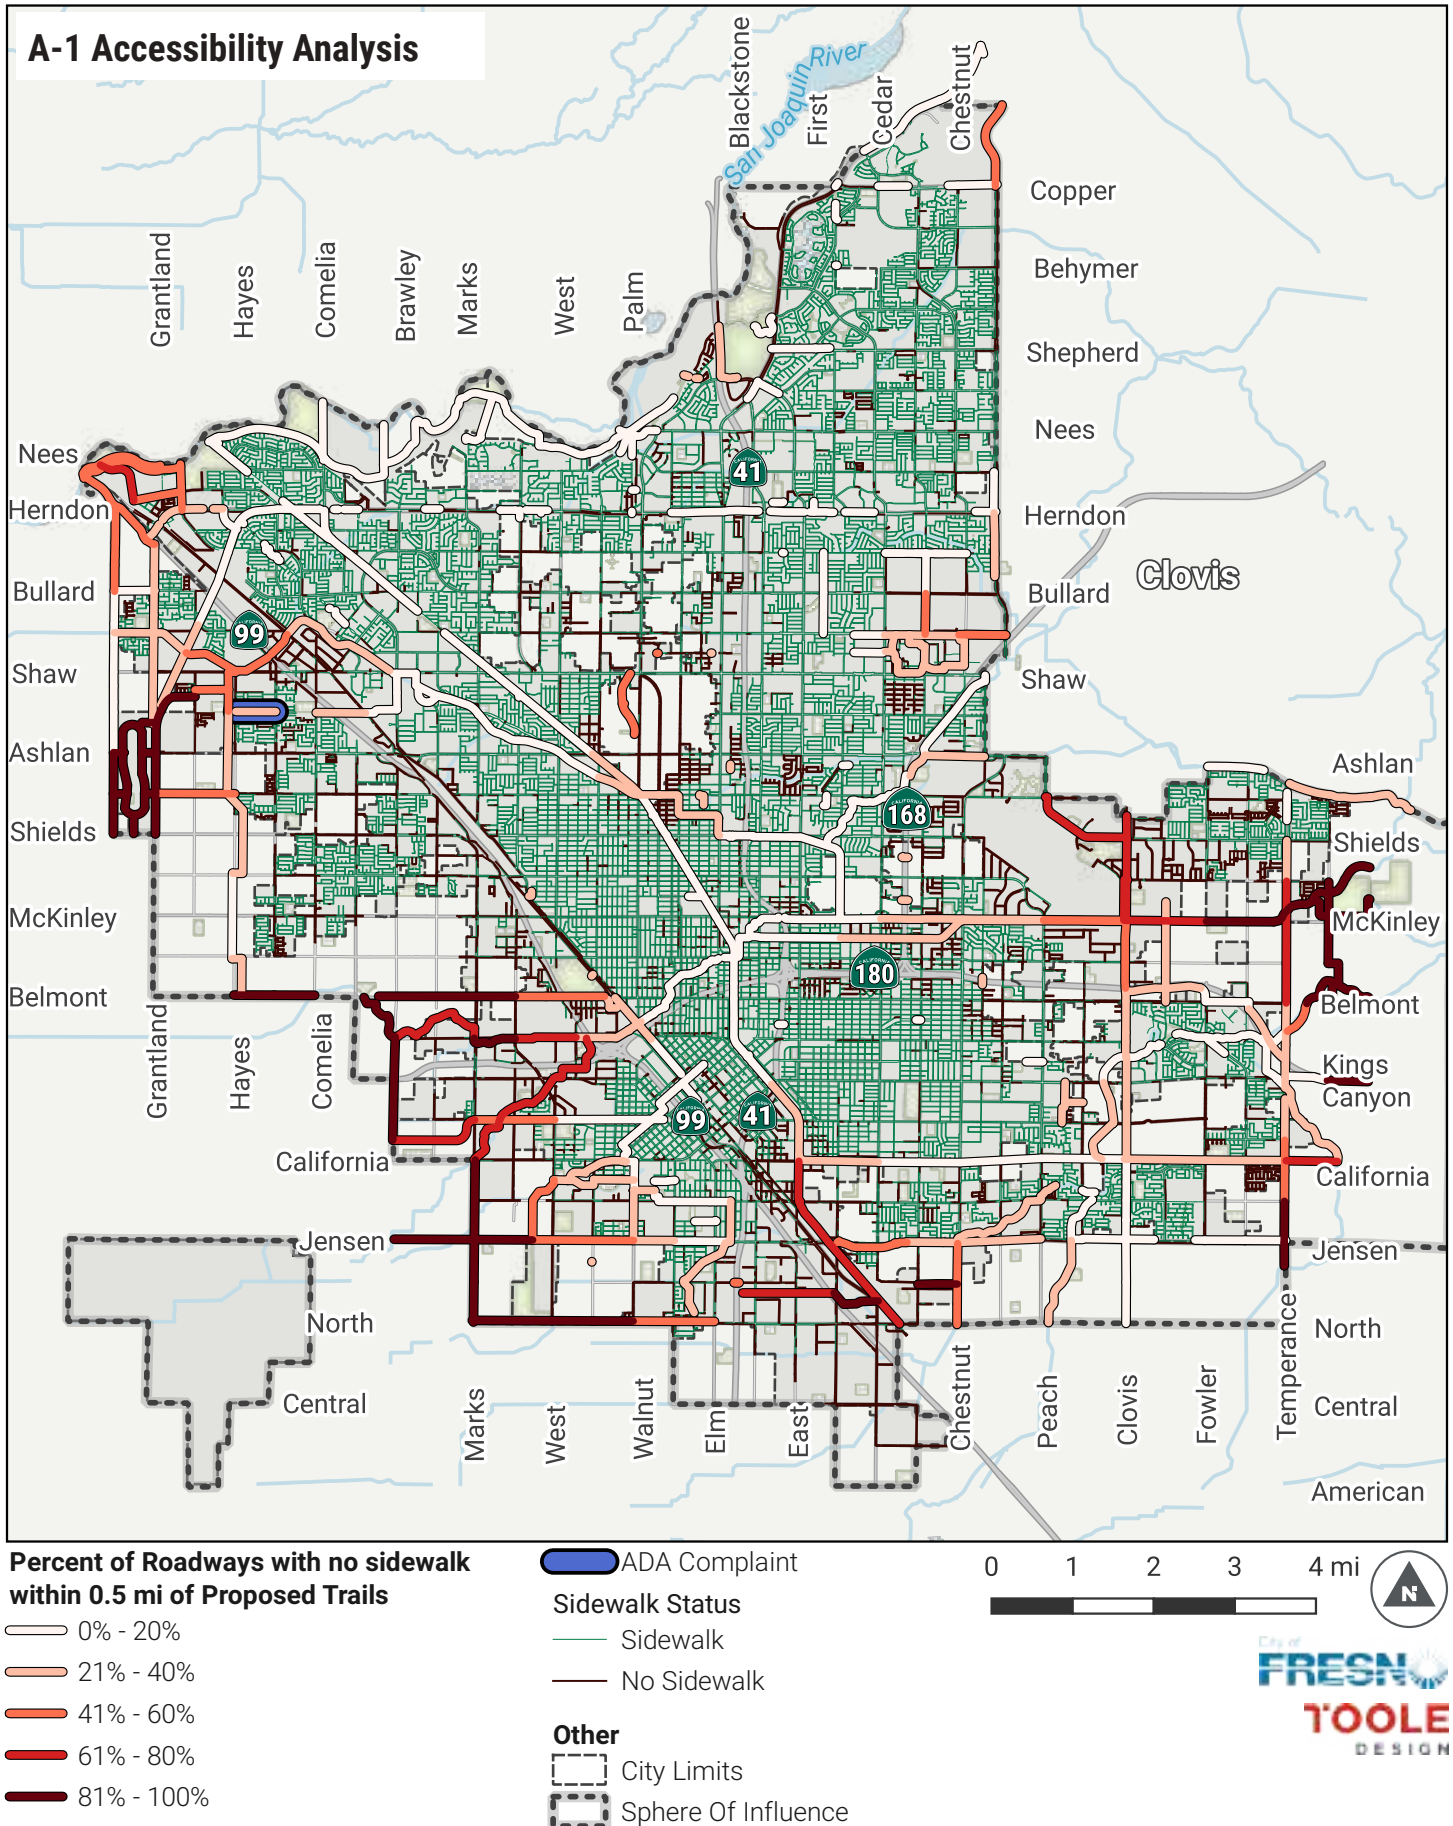 A-1 Accessibility Analysis
Blackstone
San Joaquin River
First
Cedar
Chestnut
Copper
Behymer
Shepherd
Nees
Herndon
Bullard
Shaw
Clovis
Grantland
Hayes
Cornelia
Brawley
Marks
West
Palm
Nees
Herndon
Bullard
Shaw
Ashlan
Shields
McKinley
Belmont
CALIFORNIA
41
CALIFORNIA
99
CALIFORNIA
168
CALIFORNIA
180
CALIFORNIA
99
CALIFORNIA
41
Ashlan
Shields
McKinley
Belmont
Kings
Canyon
California
Jensen
North
Central
American
Grantland
Hayes
Cornelia
California
Jensen
North
Central
Marks
West
Walnut
Elm
East
Chestnut
Peach
Clovis
Fowler
Temperance
Percent of Roadways with no sidewalk
within 0.5 mi of Proposed Trails
0% - 20%
21% - 40%
41% - 60%
61% - 80%
81% - 100%
ADA Complaint
Sidewalk Status
Sidewalk
No Sidewalk
Other
City Limits
Sphere Of Influence
0 1 2 3 4 mi
N
City of
FRESNO
TOOLE
DESIGN